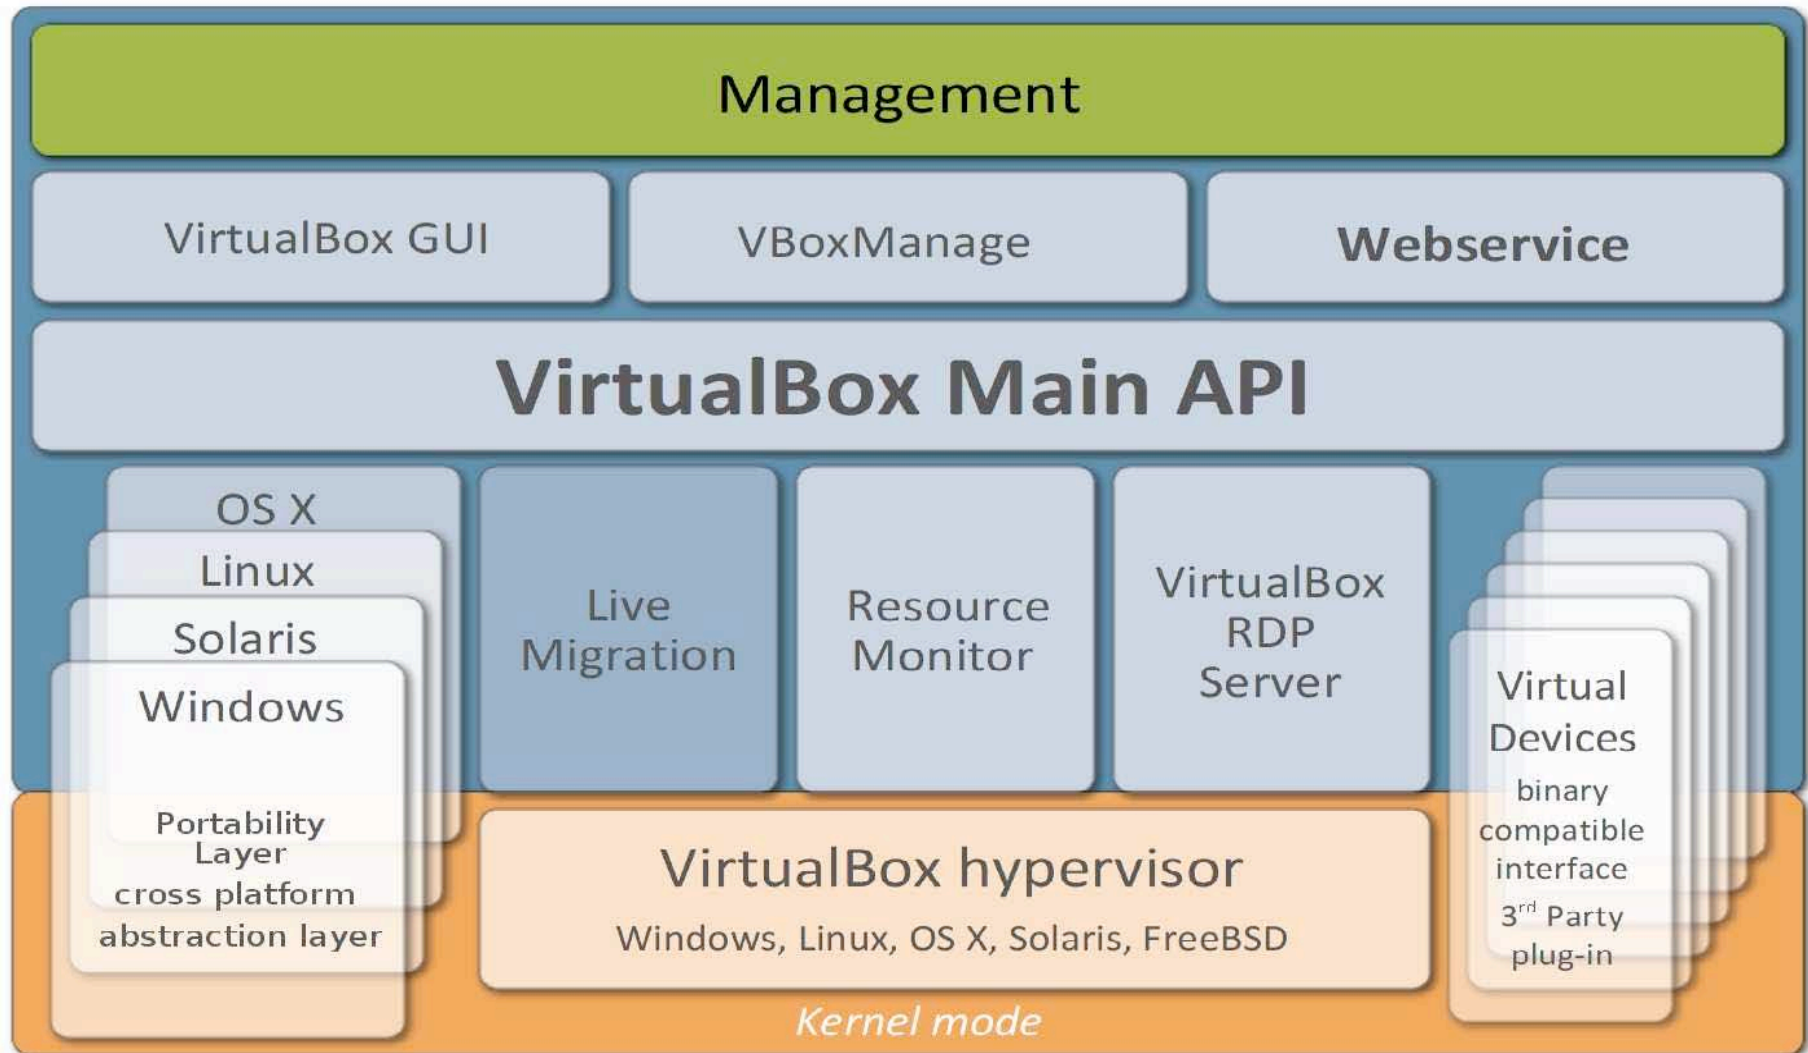 Management
VirtualBox GUI
VBoxManage
Webservice
VirtualBox Main API
OS X
Linux
Solaris
Windows
Portability
Layer
cross platform
abstraction layer
Live
Migration
Resource
Monitor
VirtualBox
RDP
Server
Virtual
Devices
binary
compatible
interface
3rd Party
plug-in
VirtualBox hypervisor
Windows, Linux, OS X, Solaris, FreeBSD
Kernel mode